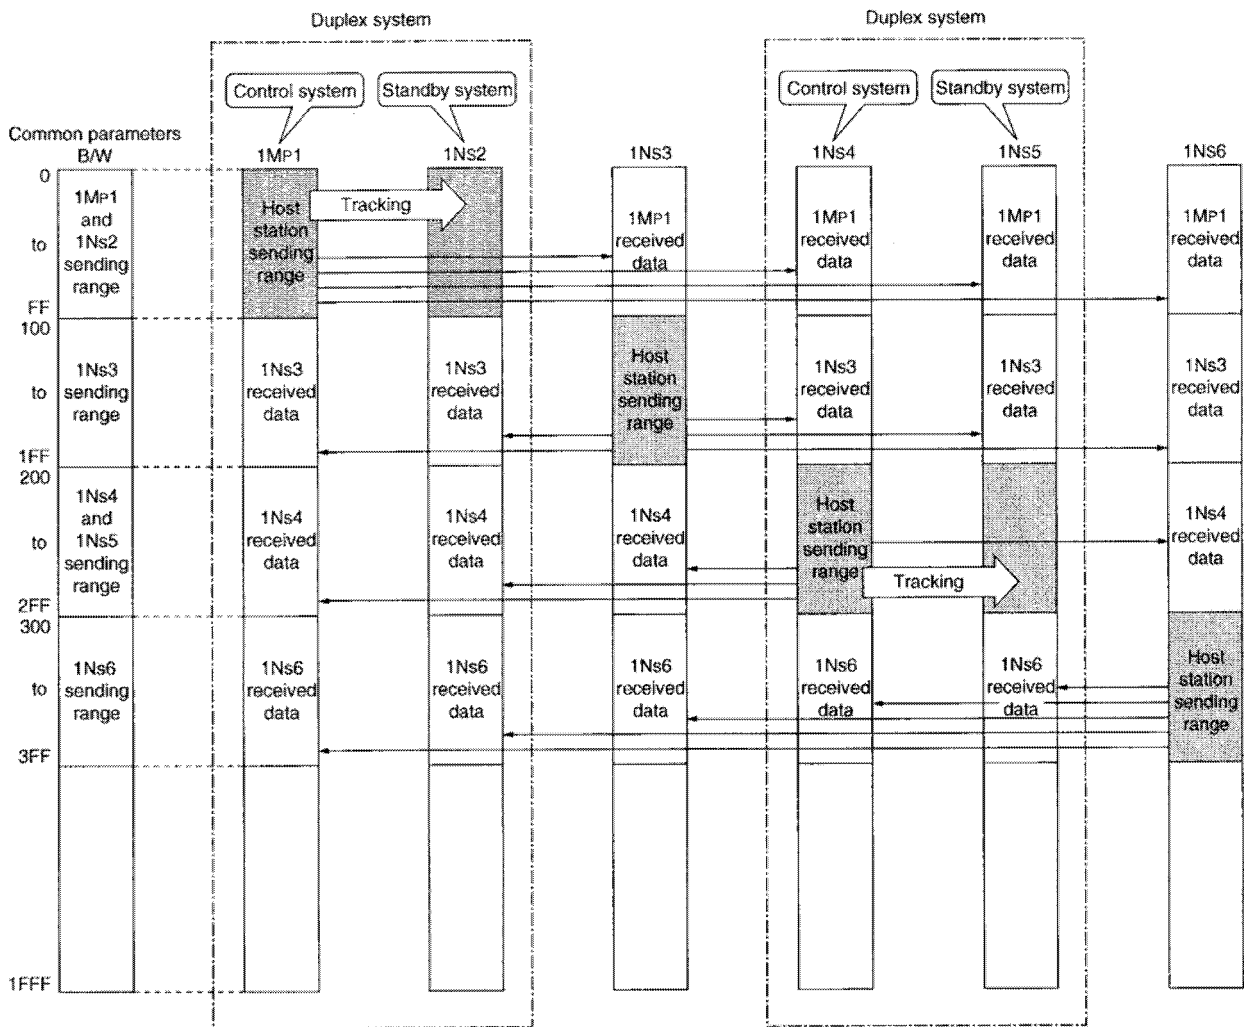 Duplex system
Duplex system
Control system
Standby system
Control system
Standby system
Common parameters
B/W
1MP1
1NS2
1NS3
1NS4
1NS5
1NS6
0
to
FF
1MP1
and
1NS2
sending
range
Host
station
sending
range
Tracking
1MP1
received
data
1MP1
received
data
1MP1
received
data
1MP1
received
data
100
to
1FF
1NS3
sending
range
1NS3
received
data
1NS3
received
data
Host
station
sending
range
1NS3
received
data
1NS3
received
data
1NS3
received
data
200
to
2FF
1NS4
and
1NS5
sending
range
1NS4
received
data
1NS4
received
data
1NS4
received
data
Host
station
sending
range
Tracking
1NS4
received
data
300
to
3FF
1NS6
sending
range
1NS6
received
data
1NS6
received
data
1NS6
received
data
1NS6
received
data
1NS6
received
data
Host
station
sending
range
1FFF